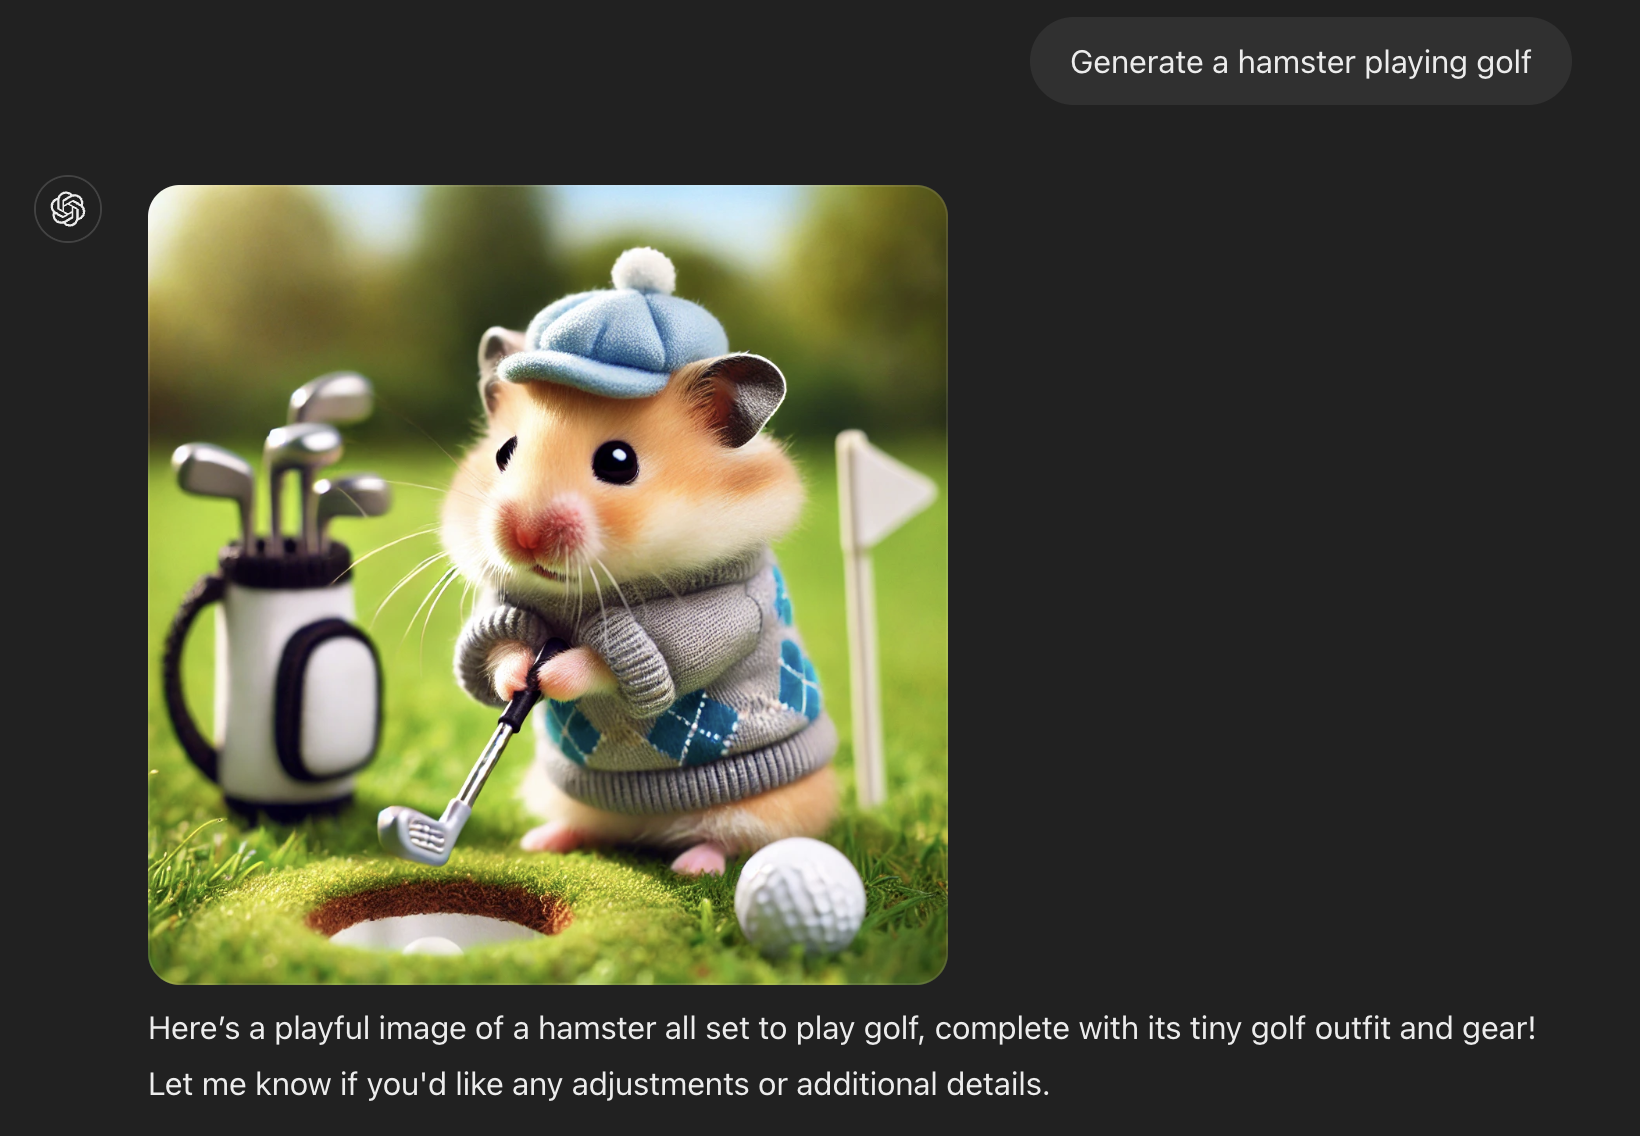 Generate a hamster playing golf
Here’s a playful image of a hamster all set to play golf, complete with its tiny golf outfit and gear!
Let me know if you'd like any adjustments or additional details.